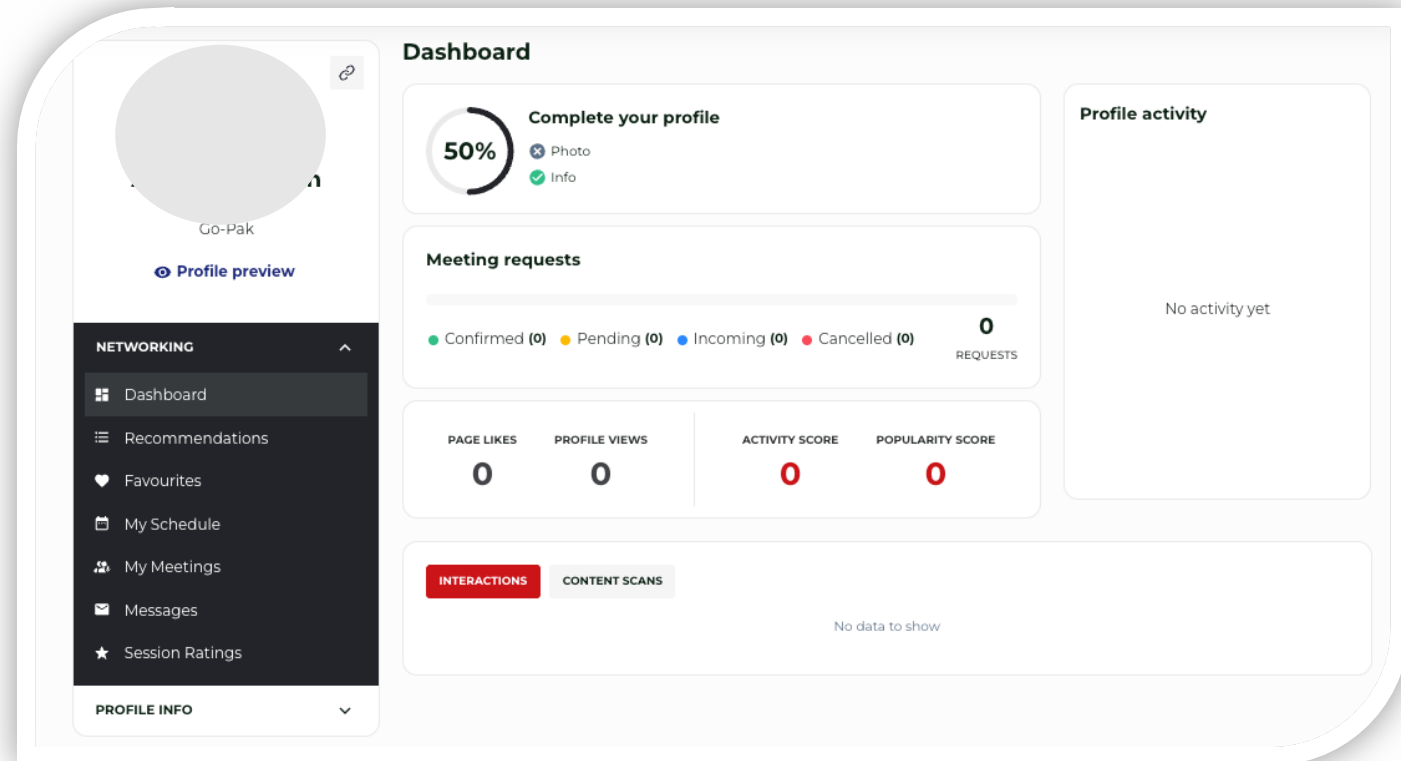 Go-Pak
Profile preview
NETWORKING
Dashboard
Recommendations
Favourites
My Schedule
My Meetings
Messages
Session Ratings
PROFILE INFO
Dashboard
50%
Complete your profile
Photo
Info
Meeting requests
Confirmed (0) Pending (0) Incoming (0) Cancelled (0)
0
REQUESTS
PAGE LIKES PROFILE VIEWS ACTIVITY SCORE POPULARITY SCORE
0 0 0 0
Profile activity
No activity yet
INTERACTIONS CONTENT SCANS
No data to show